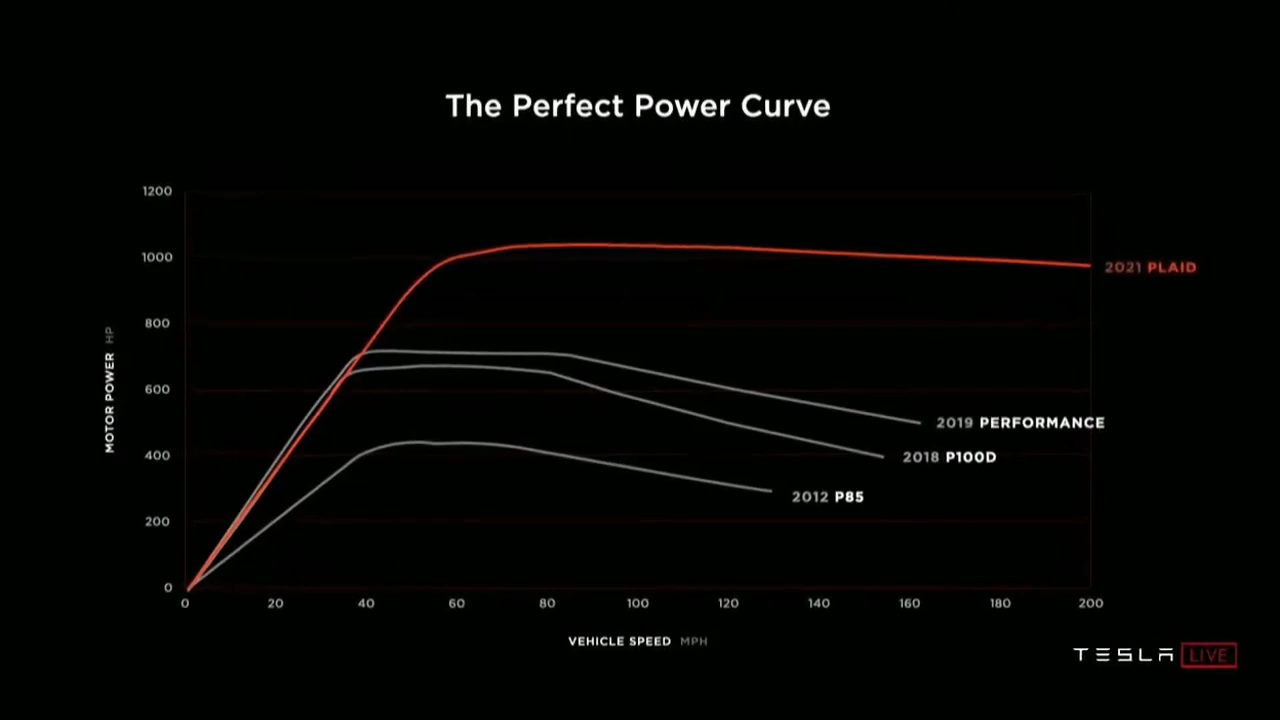 The Perfect Power Curve
1200
1000
800
600
400
200
0
MOTOR POWER HP
2021 PLAID
2019 PERFORMANCE
2018 P100D
2012 P85
0 20 40 60 80 100 120 140 160 180 200
VEHICLE SPEED MPH
TESLA LIVE